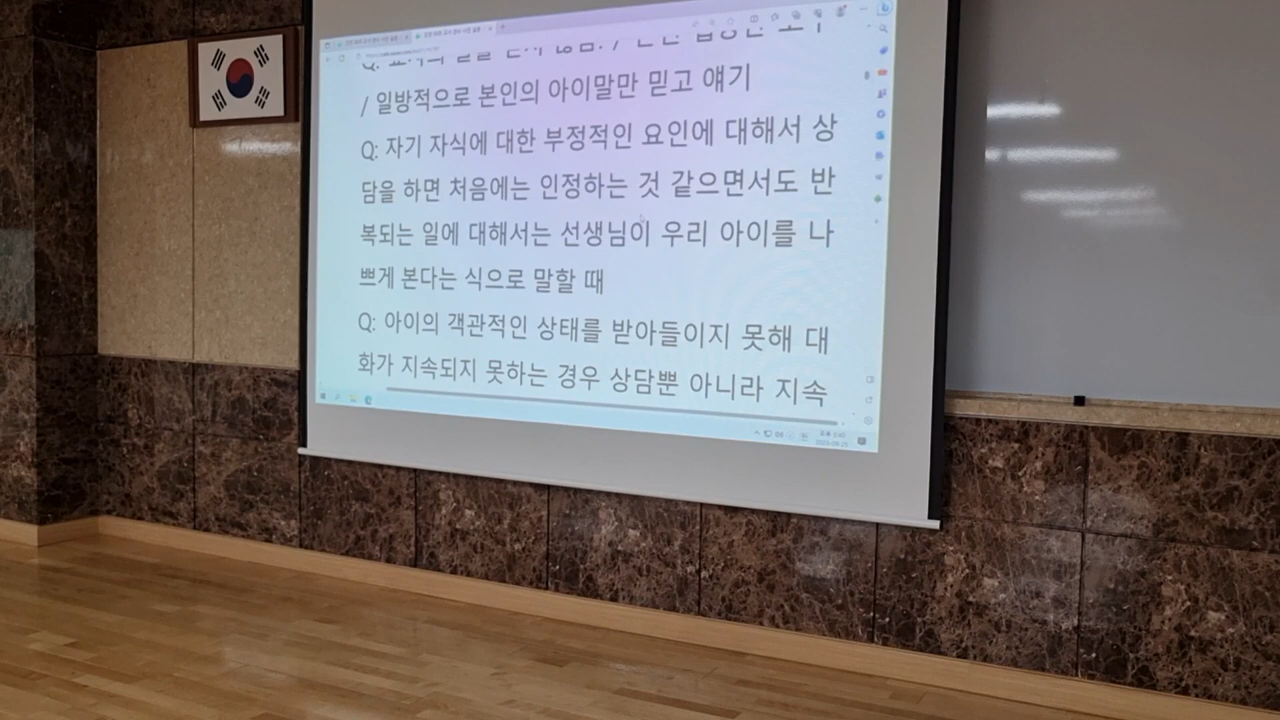 / 일방적으로 본인의 아이말만 믿고 얘기
Q: 자기 자식에 대한 부정적인 요인에 대해서 상
담을 하면 처음에는 인정하는 것 같으면서도 반
복되는 일에 대해서는 선생님이 우리 아이를 나
쁘게 본다는 식으로 말할 때
Q: 아이의 객관적인 상태를 받아들이지 못해 대
화가 지속되지 못하는 경우 상담뿐 아니라 지속